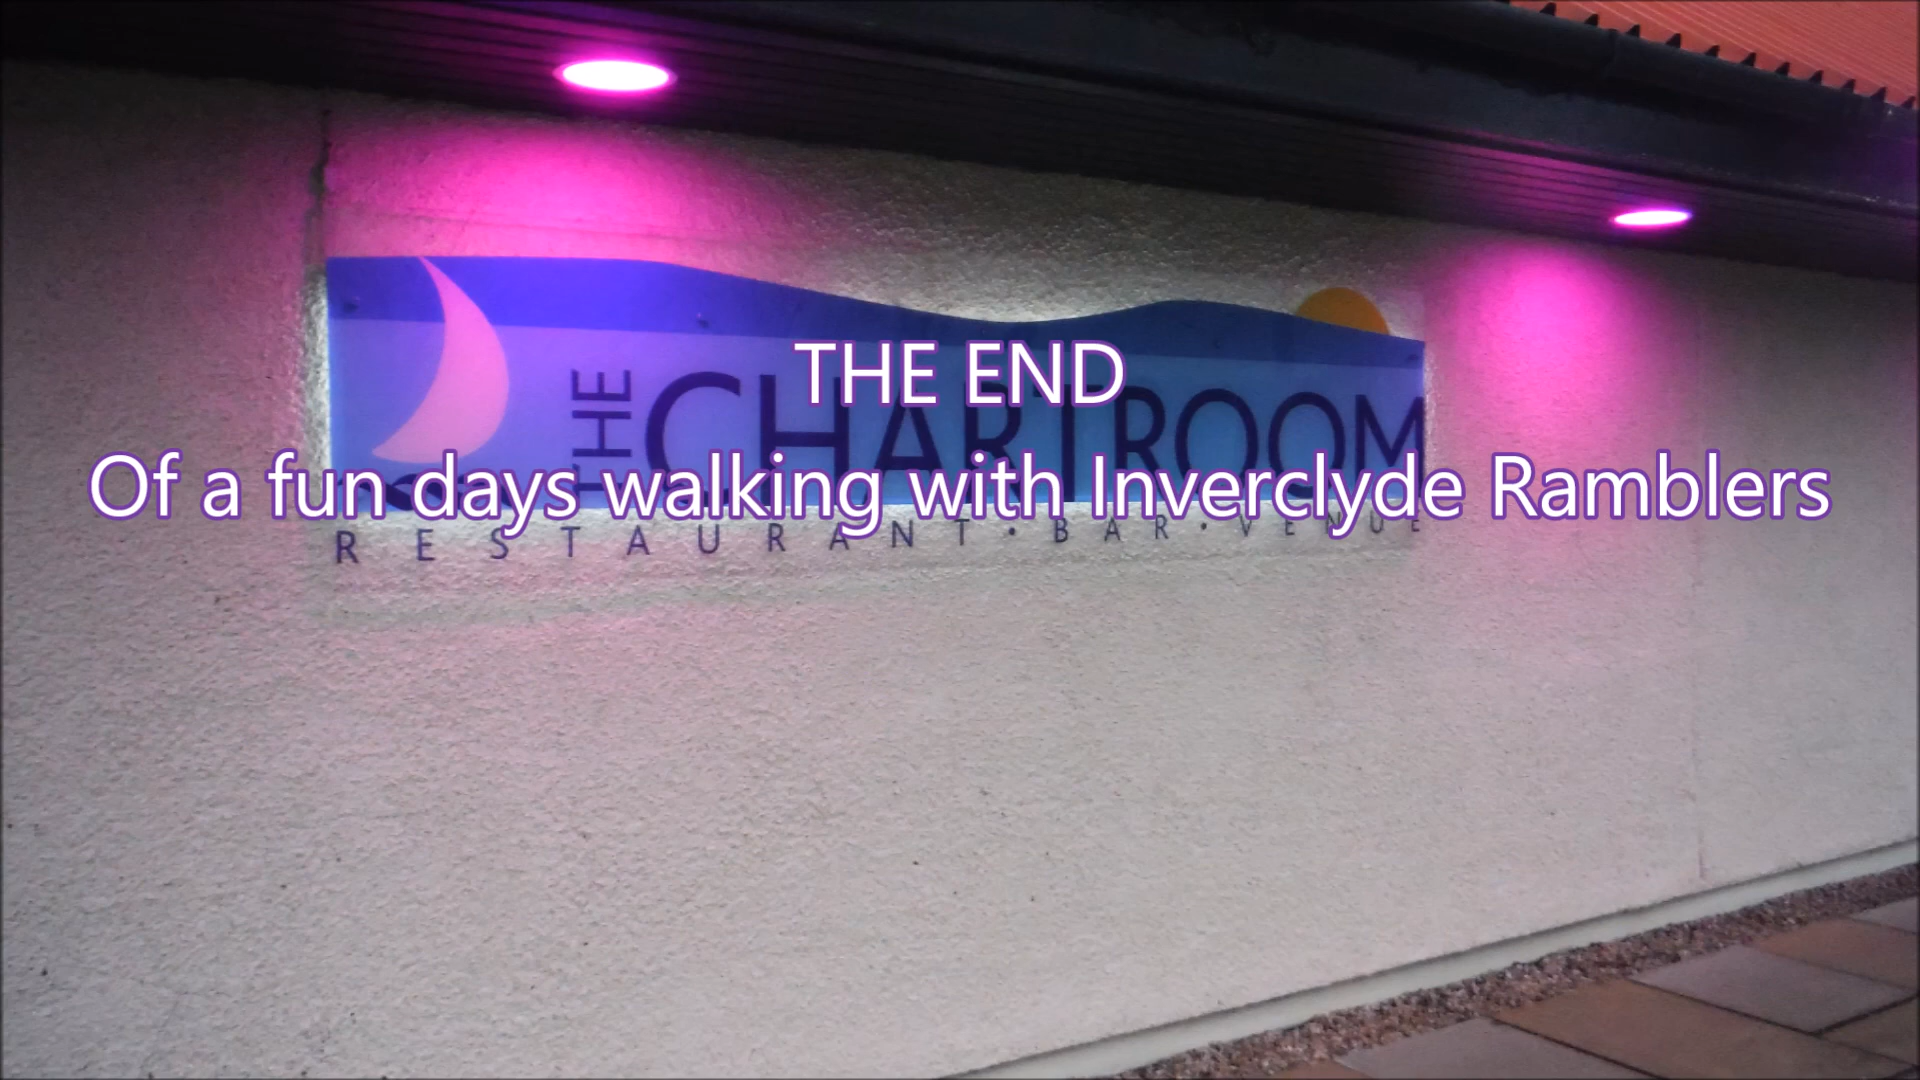 THE END
THE CHARTROOM
Of a fun days walking with Inverclyde Ramblers
RESTAURANT · BAR · VENUE